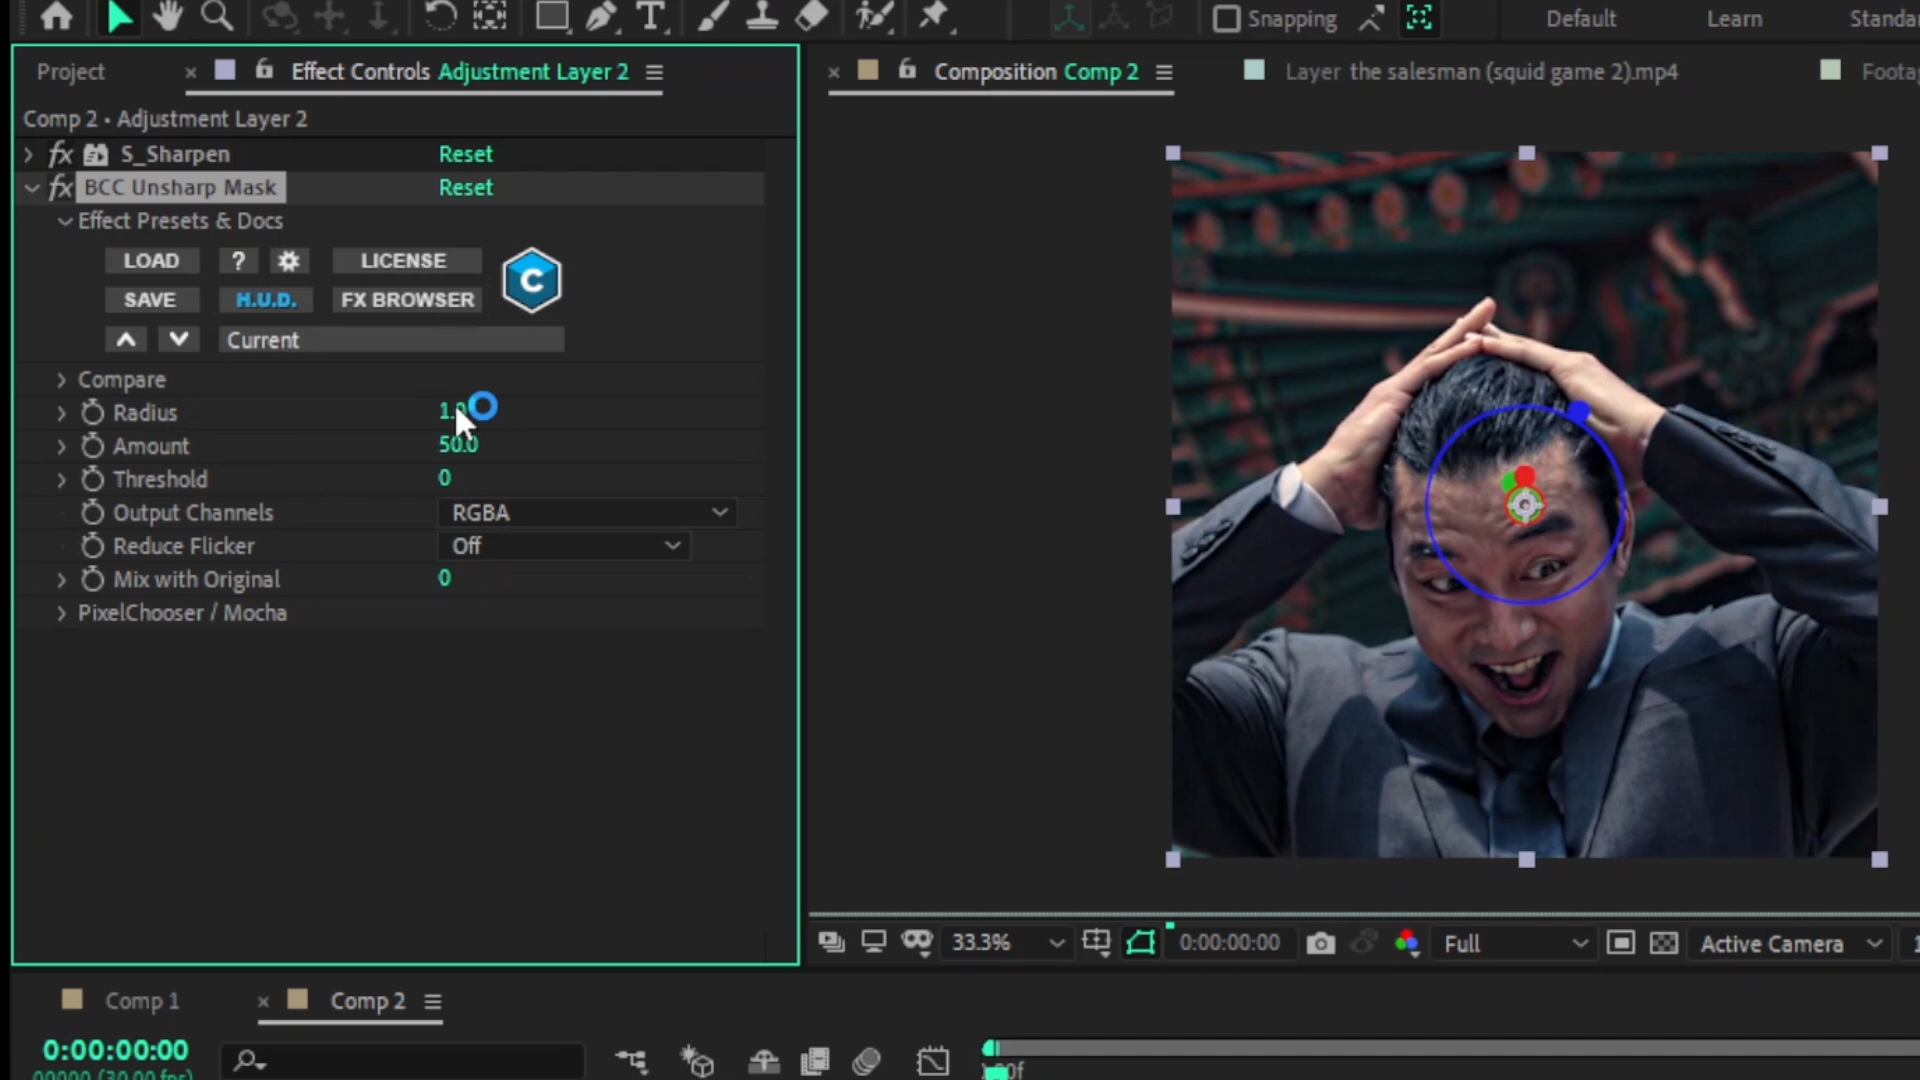 Snapping
Default
Learn
Project
Effect Controls Adjustment Layer 2
Composition Comp 2
Layer the salesman (squid game 2).mp4
Comp 2 • Adjustment Layer 2
fx S_Sharpen Reset
fx BCC Unsharp Mask Reset
Effect Presets & Docs
LOAD ? LICENSE
SAVE H.U.D. FX BROWSER
C
Current
Compare
Radius
Amount 50.0
Threshold 0
Output Channels RGBA
Reduce Flicker Off
Mix with Original 0
PixelChooser / Mocha
33.3%
0:00:00:00
Full
Active Camera
Comp 1
Comp 2
0:00:00:00